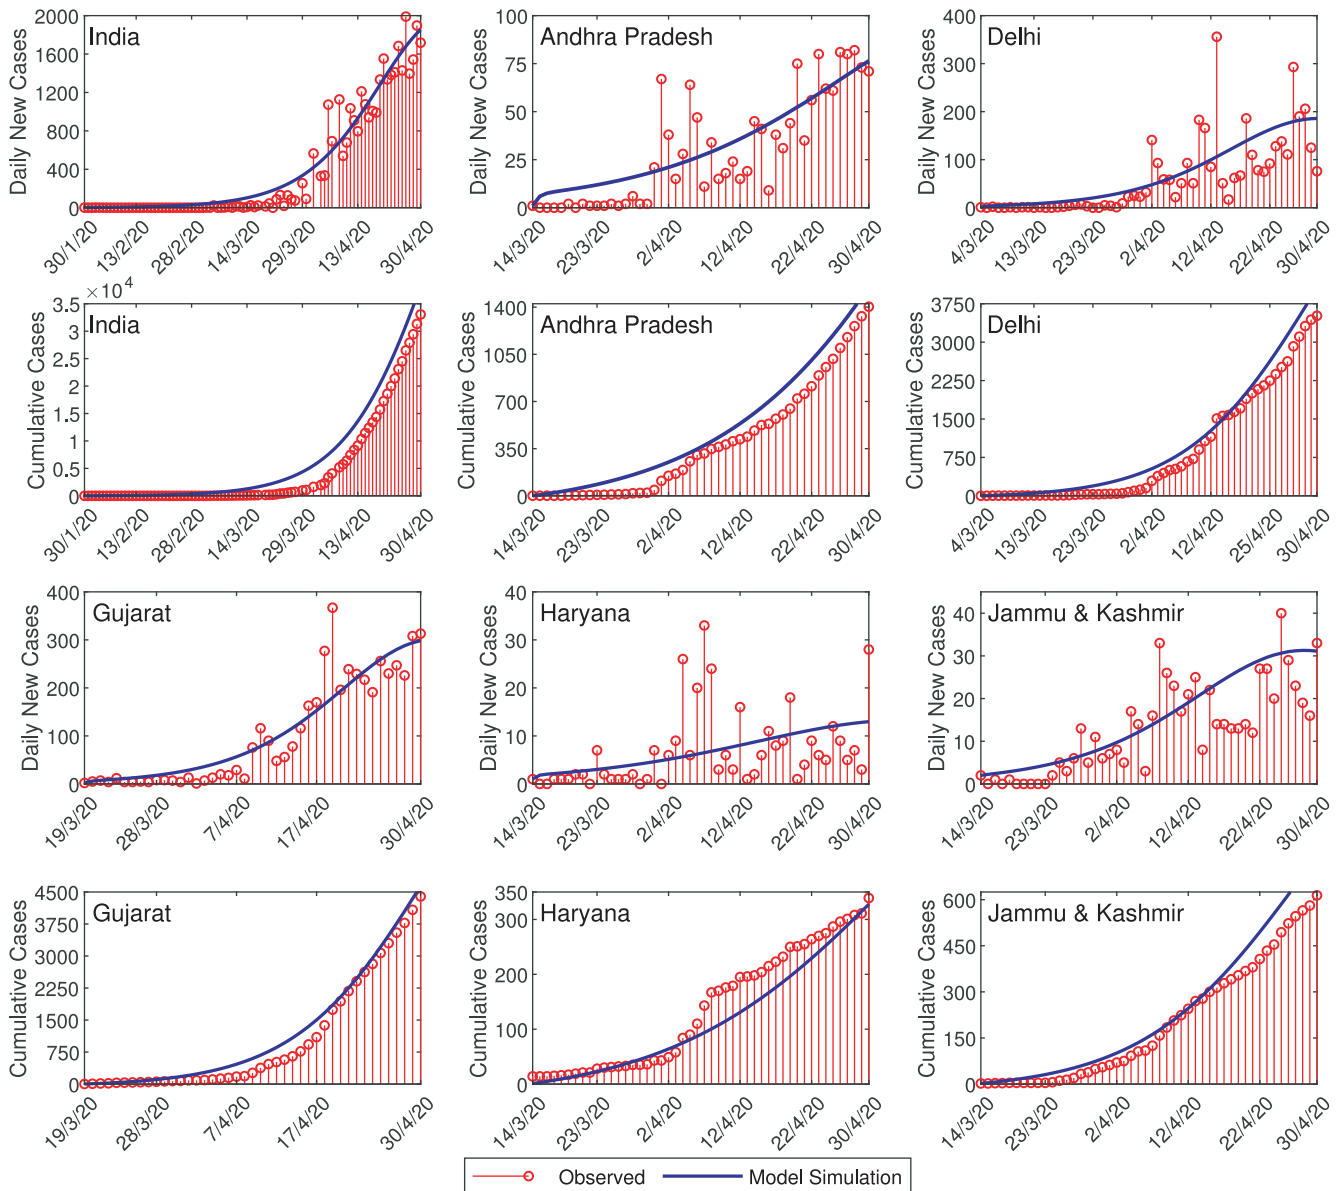 India
Daily New Cases
2000
1600
1200
800
400
0
30/1/20 13/2/20 28/2/20 14/3/20 29/3/20 13/4/20 30/4/20
Andhra Pradesh
Daily New Cases
100
75
50
25
0
14/3/20 23/3/20 2/4/20 12/4/20 22/4/20 30/4/20
Delhi
Daily New Cases
400
300
200
100
0
4/3/20 13/3/20 23/3/20 2/4/20 12/4/20 22/4/20 30/4/20
India
Cumulative Cases
×10⁴
3.5
3
2.5
2
1.5
1
0.5
0
30/1/20 13/2/20 28/2/20 14/3/20 29/3/20 13/4/20 30/4/20
Andhra Pradesh
Cumulative Cases
1400
1050
700
350
0
14/3/20 23/3/20 2/4/20 12/4/20 22/4/20 30/4/20
Delhi
Cumulative Cases
3750
3000
2250
1500
750
0
4/3/20 13/3/20 23/3/20 2/4/20 12/4/20 25/4/20 30/4/20
Gujarat
Daily New Cases
400
300
200
100
0
19/3/20 28/3/20 7/4/20 17/4/20 30/4/20
Haryana
Daily New Cases
40
30
20
10
0
14/3/20 23/3/20 2/4/20 12/4/20 22/4/20 30/4/20
Jammu & Kashmir
Daily New Cases
40
30
20
10
0
14/3/20 23/3/20 2/4/20 12/4/20 22/4/20 30/4/20
Gujarat
Cumulative Cases
4500
3750
3000
2250
1500
750
0
19/3/20 28/3/20 7/4/20 17/4/20 30/4/20
Haryana
Cumulative Cases
350
300
200
100
0
14/3/20 23/3/20 2/4/20 12/4/20 22/4/20 30/4/20
Jammu & Kashmir
Cumulative Cases
600
450
300
150
0
14/3/20 23/3/20 2/4/20 12/4/20 22/4/20 30/4/20
Observed Model Simulation